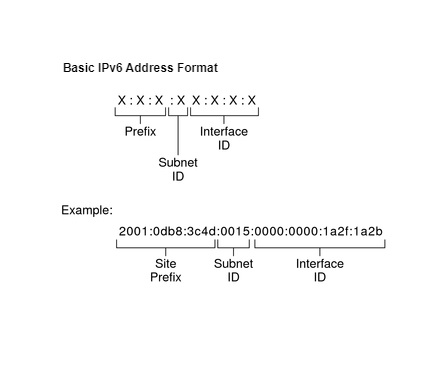 Basic IPv6 Address Format
X : X : X : X X : X : X : X
Prefix
Interface
ID
Subnet
ID
Example:
2001:0db8:3c4d:0015:0000:0000:1a2f:1a2b
Site
Prefix
Subnet
ID
Interface
ID